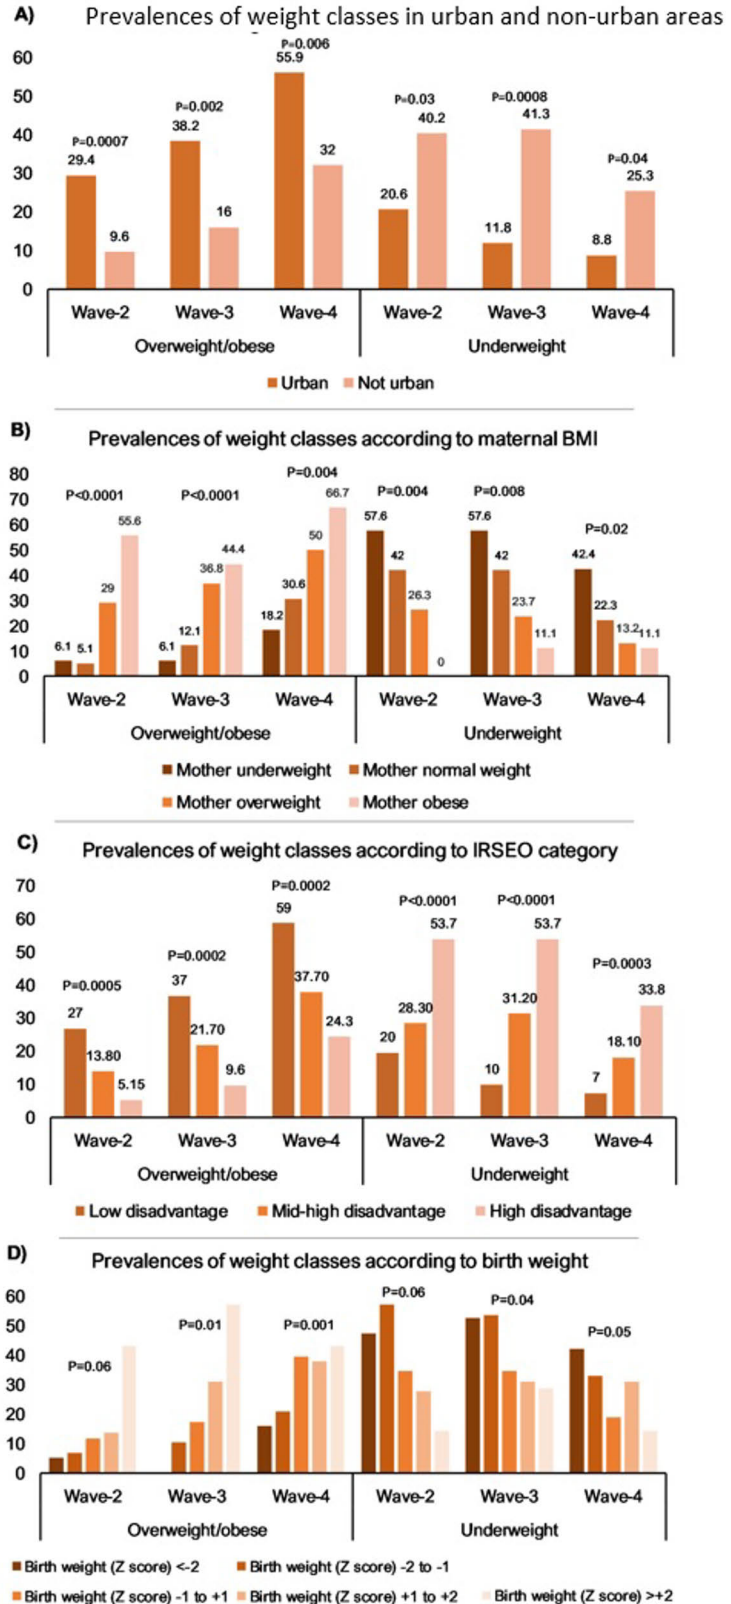 A) Prevalences of weight classes in urban and non-urban areas
60
50
40
30
20
10
0
P=0.0007
29.4
9.6
P=0.002
38.2
16
P=0.006
55.9
32
P=0.03
20.6
40.2
P=0.0008
11.8
41.3
P=0.04
8.8
25.3
Wave-2 Wave-3 Wave-4 Wave-2 Wave-3 Wave-4
Overweight/obese Underweight
Urban Not urban
B) Prevalences of weight classes according to maternal BMI
80
70
60
50
40
30
20
10
0
P<0.0001
6.1 5.1 29 55.6
P<0.0001
6.1 12.1 36.8 44.4
P=0.004
18.2 30.6 50 66.7
P=0.004
57.6 42 26.3 0
P=0.008
57.6 42 23.7 11.1
P=0.02
42.4 22.3 13.2 11.1
Wave-2 Wave-3 Wave-4 Wave-2 Wave-3 Wave-4
Overweight/obese Underweight
Mother underweight Mother normal weight
Mother overweight Mother obese
C) Prevalences of weight classes according to IRSEO category
70
60
50
40
30
20
10
0
P=0.0005
27 13.80 5.15
P=0.0002
37 21.70 9.6
P=0.0002
59 37.70 24.3
P<0.0001
20 28.30 53.7
P<0.0001
10 31.20 53.7
P=0.0003
7 18.10 33.8
Wave-2 Wave-3 Wave-4 Wave-2 Wave-3 Wave-4
Overweight/obese Underweight
Low disadvantage Mid-high disadvantage High disadvantage
D) Prevalences of weight classes according to birth weight
60
50
40
30
20
10
0
P=0.06
P=0.01
P=0.001
P=0.06
P=0.04
P=0.05
Wave-2 Wave-3 Wave-4 Wave-2 Wave-3 Wave-4
Overweight/obese Underweight
Birth weight (Z score) <-2 Birth weight (Z score) -2 to -1
Birth weight (Z score) -1 to +1 Birth weight (Z score) +1 to +2 Birth weight (Z score) >+2